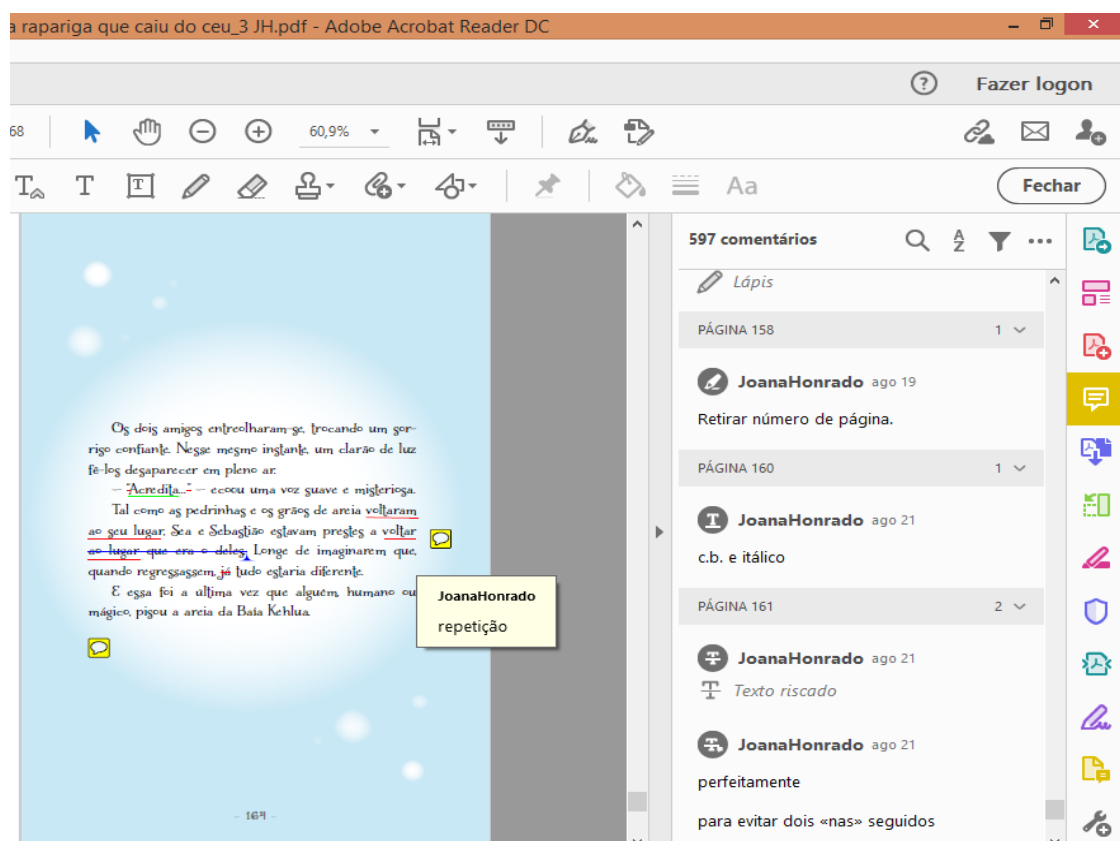 a rapariga que caiu do ceu_3 JH.pdf - Adobe Acrobat Reader DC
Fazer logon
68
60,9%
Aa
Fechar
Os dois amigos entreolharam-se, trocando um sor-
riso confiante. Nesse mesmo instante, um clarão de luz
fê-los desaparecer em pleno ar.
– "Acredita..." – ecoou uma voz suave e misteriosa.
Tal como as pedrinhas e os grãos de areia voltaram
ao seu lugar, Sea e Sebastião estavam prestes a voltar
ao lugar que era o deles. Longe de imaginarem que,
quando regressassem, já tudo estaria diferente.
E essa foi a última vez que alguém, humano ou
mágico, pisou a areia da Baía Kehlua.
JoanaHonrado
repetição
– 164 –
597 comentários
Lápis
PÁGINA 158 1
JoanaHonrado ago 19
Retirar número de página.
PÁGINA 160 1
JoanaHonrado ago 21
c.b. e itálico
PÁGINA 161 2
JoanaHonrado ago 21
Texto riscado
JoanaHonrado ago 21
perfeitamente
para evitar dois «nas» seguidos